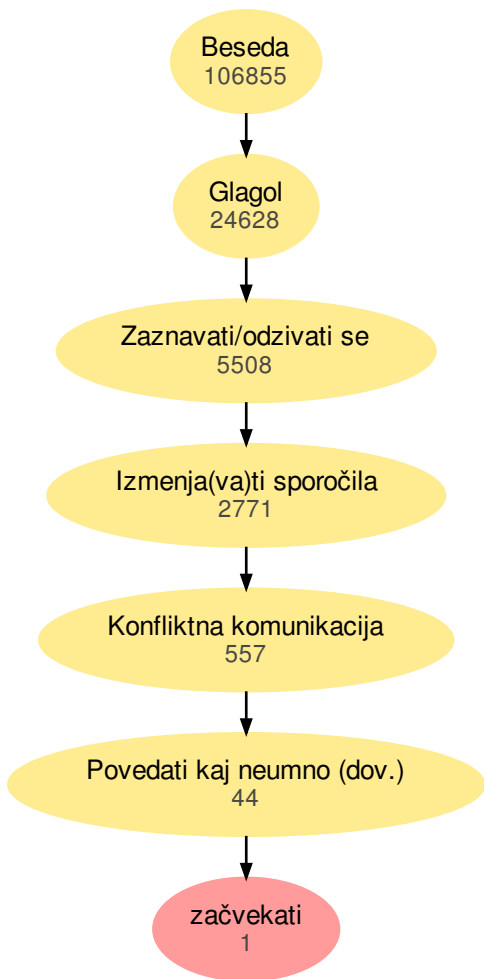 Beseda
106855
Glagol
24628
Zaznavati/odzivati se
5508
Izmenja(va)ti sporočila
2771
Konfliktna komunikacija
557
Povedati kaj neumno (dov.)
44
začvekati
1